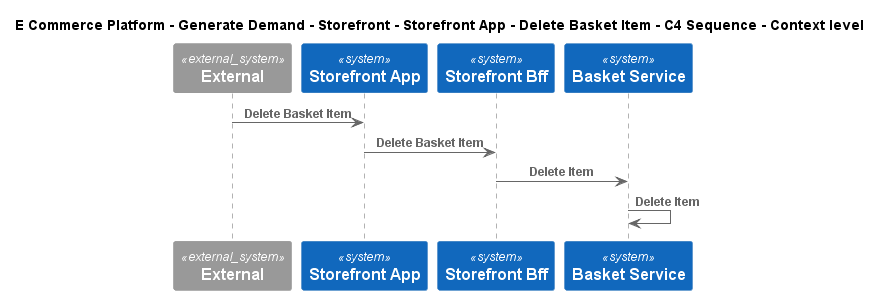 E Commerce Platform - Generate Demand - Storefront - Storefront App - Delete Basket Item - C4 Sequence - Context level
«external_system» «system» «system» «system»
External Storefront App Storefront Bff Basket Service
Delete Basket Item
Delete Basket Item
Delete Item
Delete Item
«external_system» «system» «system» «system»
External Storefront App Storefront Bff Basket Service